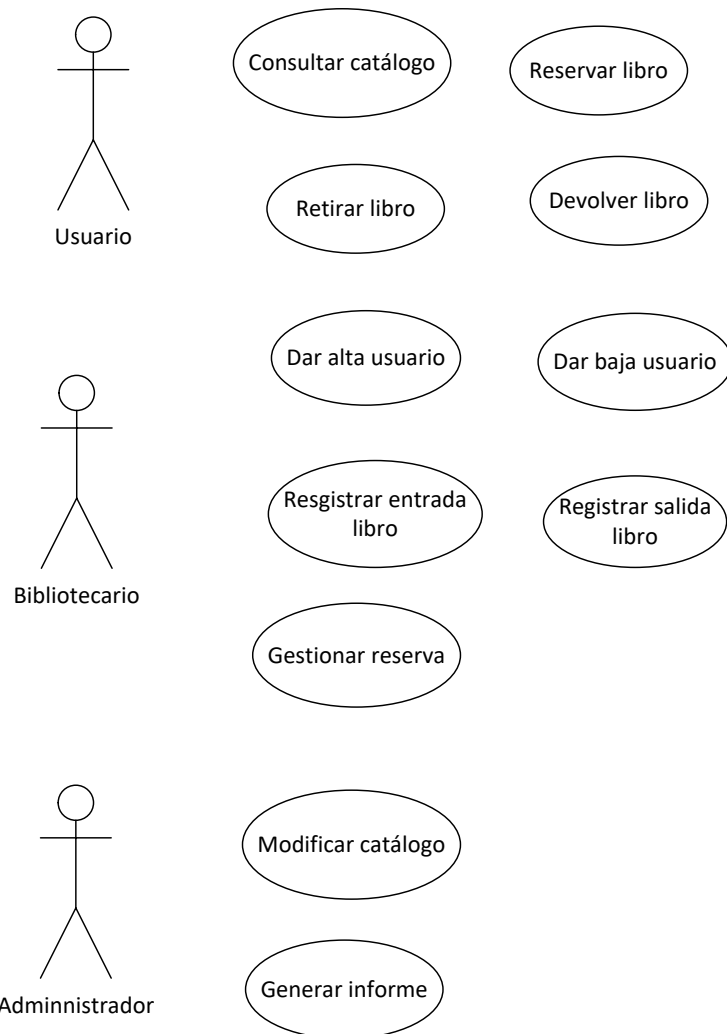 Consultar catálogo
Reservar libro
Retirar libro
Devolver libro
Usuario
Dar alta usuario
Dar baja usuario
Resgistrar entrada
libro
Registrar salida
libro
Bibliotecario
Gestionar reserva
Modificar catálogo
Generar informe
Adminnistrador